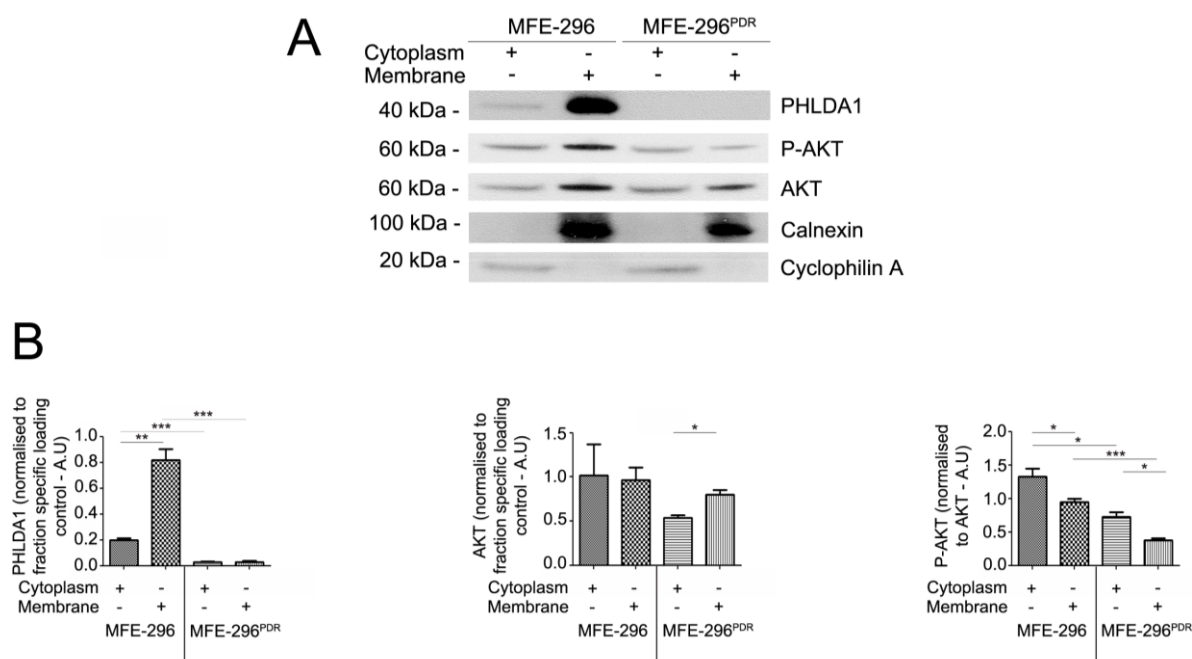 A
MFE-296 MFE-296PDR
Cytoplasm + - + -
Membrane - + - +
40 kDa - PHLDA1
60 kDa - P-AKT
60 kDa - AKT
100 kDa - Calnexin
20 kDa - Cyclophilin A
B
PHLDA1 (normalised to
fraction specific loading
control - A.U)
1.0
0.8
0.6
0.4
0.2
0.0
***
***
**
Cytoplasm + - + -
Membrane - + - +
MFE-296 MFE-296PDR
AKT (normalised to
fraction specific loading
control - A.U)
1.5
1.0
0.5
0.0
*
Cytoplasm + - + -
Membrane - + - +
MFE-296 MFE-296PDR
P-AKT (normalised
to AKT - A.U)
2.0
1.5
1.0
0.5
0.0
*
*
***
*
Cytoplasm + - + -
Membrane - + - +
MFE-296 MFE-296PDR